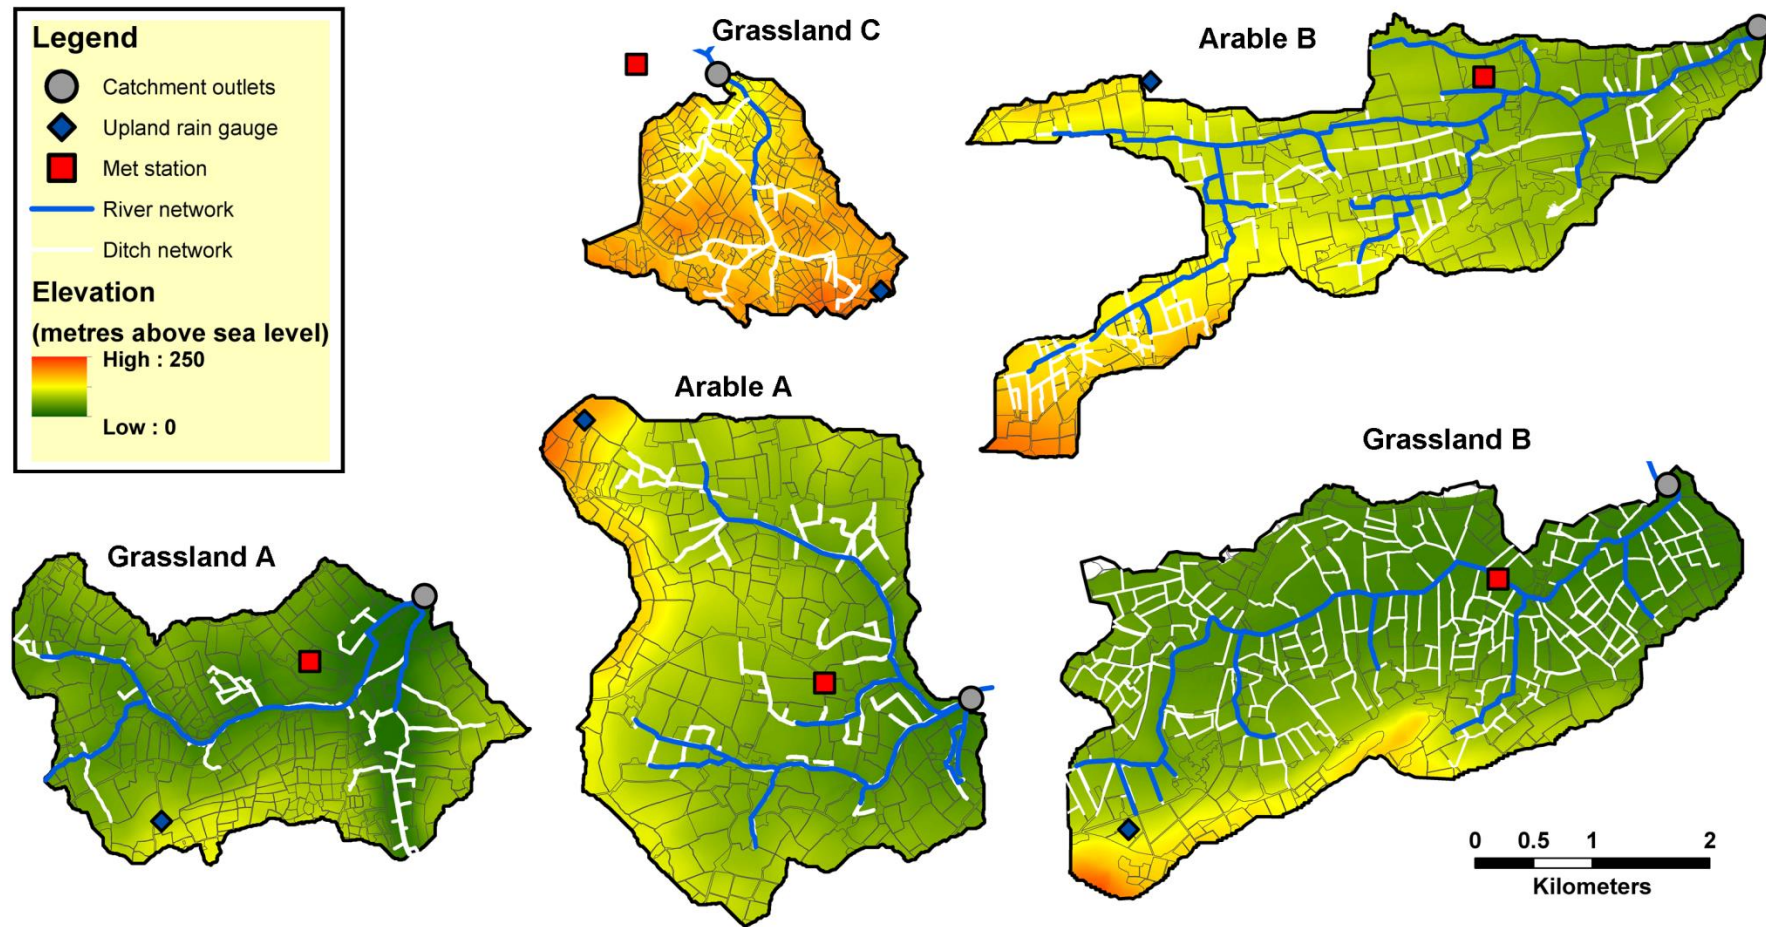 Legend
Catchment outlets
Upland rain gauge
Met station
River network
Ditch network
Elevation
(metres above sea level)
High : 250
Low : 0
Grassland C
Arable B
Arable A
Grassland B
Grassland A
0 0.5 1 2
Kilometers